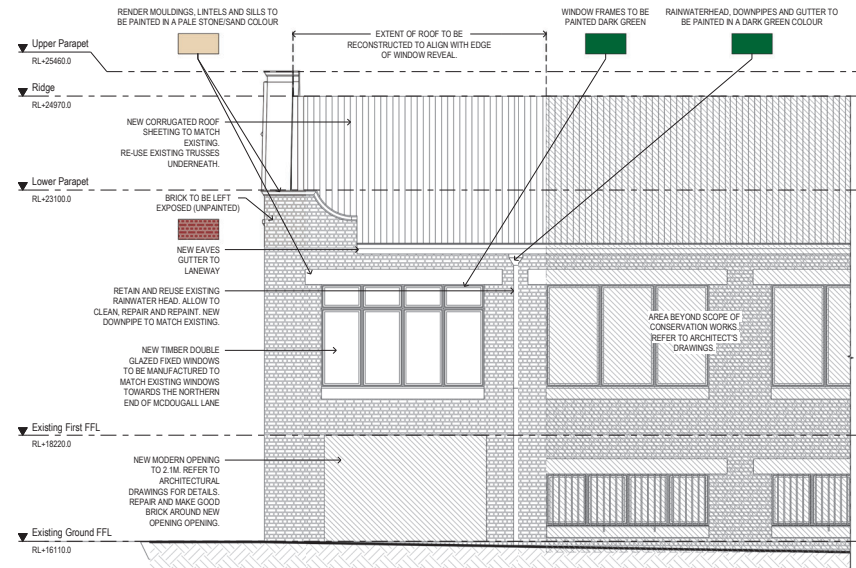 RENDER MOULDINGS, LINTELS AND SILLS TO
BE PAINTED IN A PALE STONE/SAND COLOUR
EXTENT OF ROOF TO BE
RECONSTRUCTED TO ALIGN WITH EDGE
OF WINDOW REVEAL.
WINDOW FRAMES TO BE
PAINTED DARK GREEN
RAINWATERHEAD, DOWNPIPES AND GUTTER TO
BE PAINTED IN A DARK GREEN COLOUR
Upper Parapet
RL+25460.0
Ridge
RL+24970.0
NEW CORRUGATED ROOF
SHEETING TO MATCH
EXISTING.
RE-USE EXISTING TRUSSES
UNDERNEATH.
Lower Parapet
RL+23100.0
BRICK TO BE LEFT
EXPOSED (UNPAINTED)
NEW EAVES
GUTTER TO
LANEWAY
RETAIN AND REUSE EXISTING
RAINWATER HEAD. ALLOW TO
CLEAN, REPAIR AND REPAINT. NEW
DOWNPIPE TO MATCH EXISTING.
AREA BEYOND SCOPE OF
CONSERVATION WORKS.
REFER TO ARCHITECT'S
DRAWINGS.
NEW TIMBER DOUBLE
GLAZED FIXED WINDOWS
TO BE MANUFACTURED TO
MATCH EXISTING WINDOWS
TOWARDS THE NORTHERN
END OF MCDOUGALL LANE
Existing First FFL
RL+18220.0
NEW MODERN OPENING
TO 2.1M. REFER TO
ARCHITECTURAL
DRAWINGS FOR DETAILS.
REPAIR AND MAKE GOOD
BRICK AROUND NEW
OPENING OPENING.
Existing Ground FFL
RL+16110.0